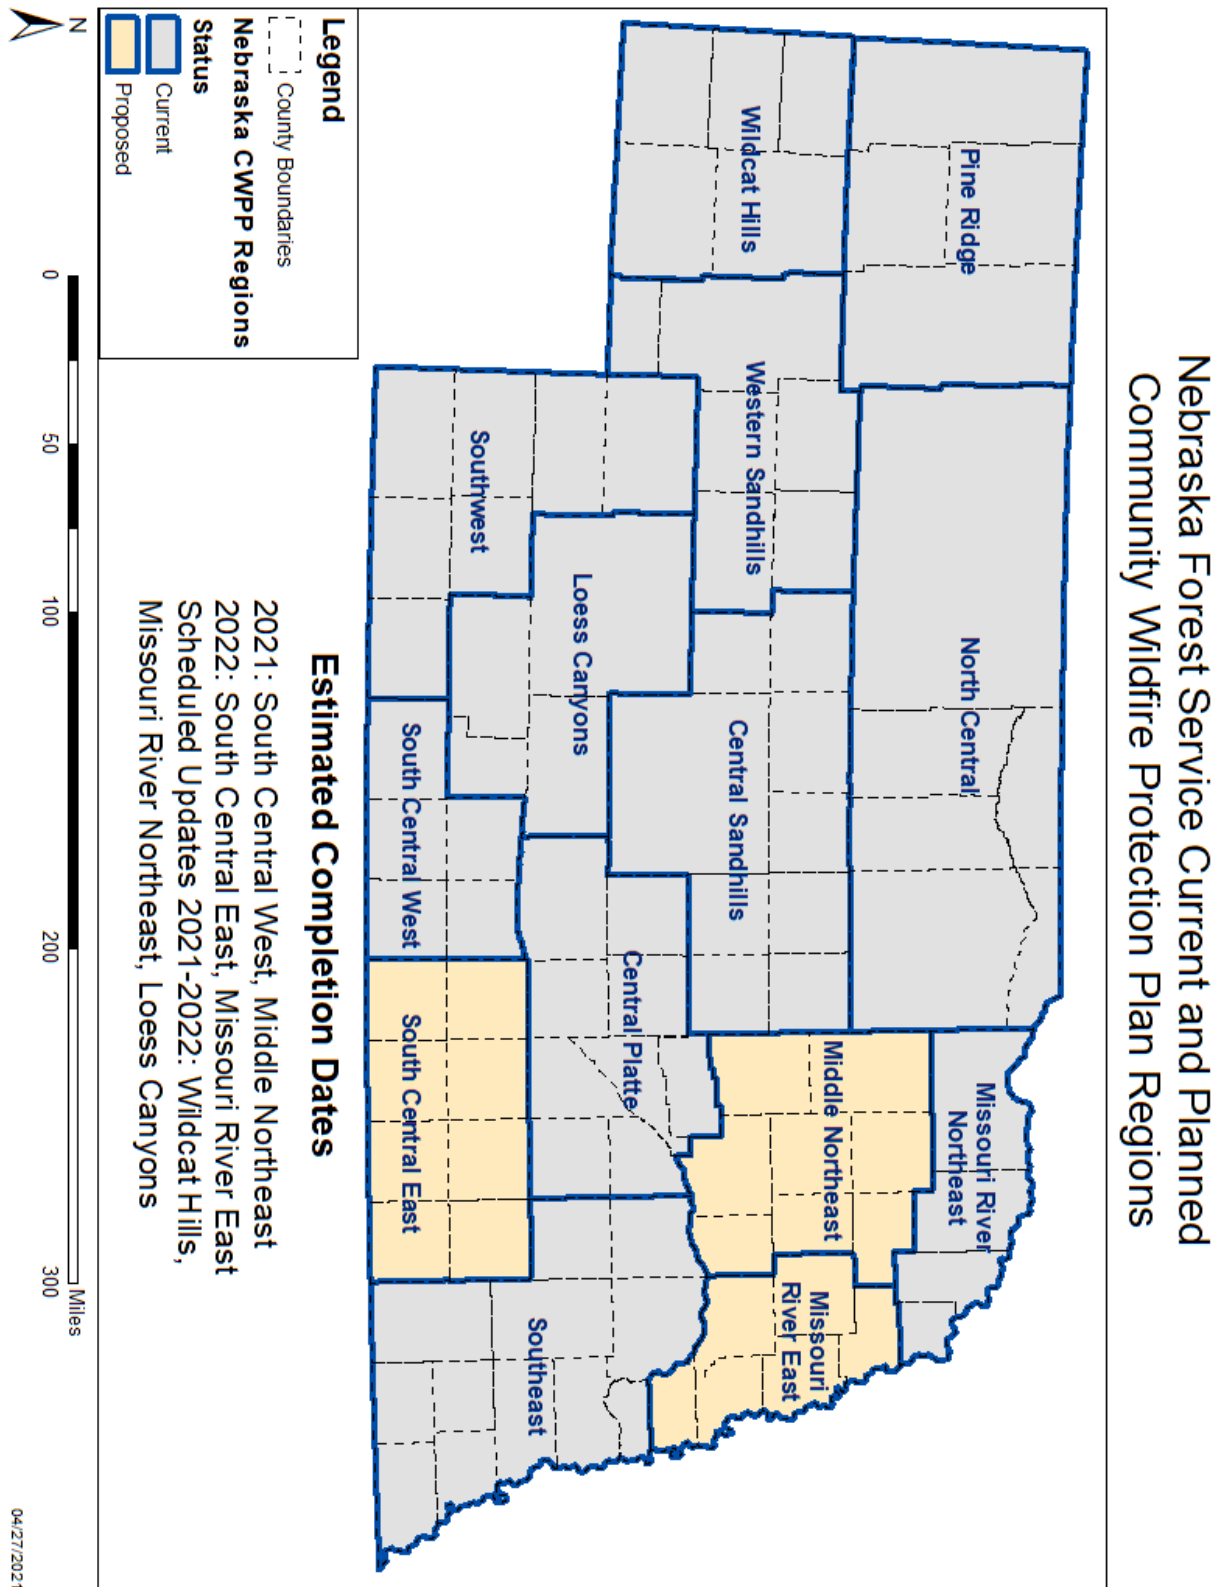 Nebraska Forest Service Current and Planned
Community Wildfire Protection Plan Regions
Pine Ridge
North Central
Missouri River
Northeast
Wildcat Hills
Western Sandhills
Central Sandhills
Middle Northeast
Missouri
River East
Loess Canyons
Central Platte
Southwest
South Central West
South Central East
Southeast
Legend
County Boundaries
Nebraska CWPP Regions
Status
Current
Proposed
Estimated Completion Dates
2021: South Central West, Middle Northeast
2022: South Central East, Missouri River East
Scheduled Updates 2021-2022: Wildcat Hills,
Missouri River Northeast, Loess Canyons
N
0 50 100 200 300
Miles
04/27/2021